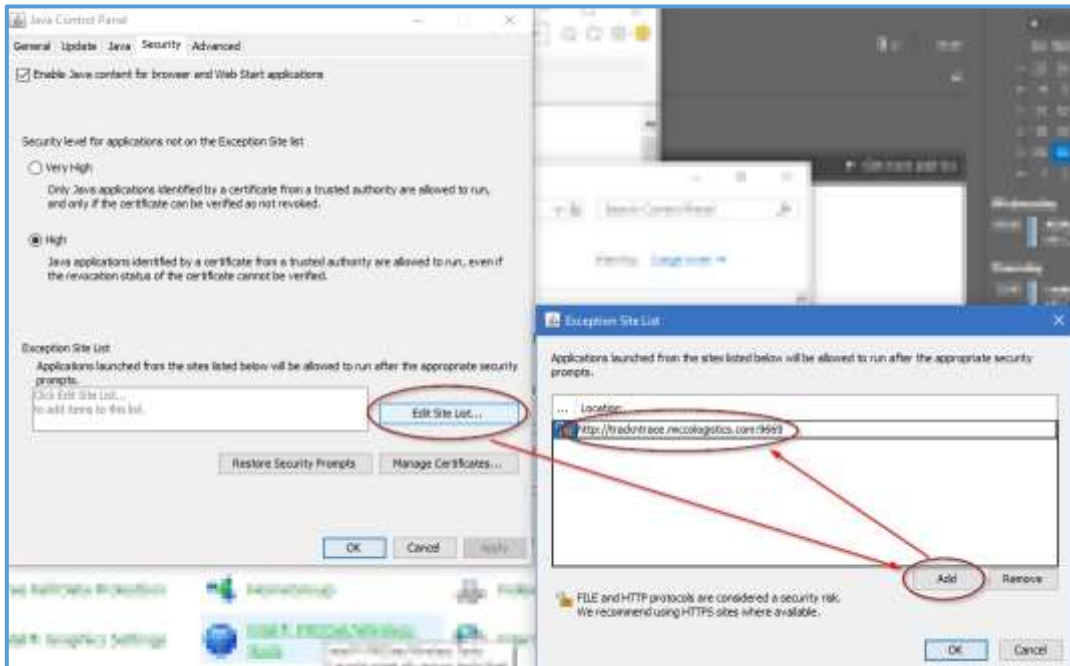 Java Control Panel
General Update Java Security Advanced
Enable Java content for browser and Web Start applications
Security level for applications not on the Exception Site list
Very High
Only Java applications identified by a certificate from a trusted authority are allowed to run,
and only if the certificate can be verified as not revoked.
High
Java applications identified by a certificate from a trusted authority are allowed to run, even if
the revocation status of the certificate cannot be verified.
Exception Site List
Applications launched from the sites listed below will be allowed to run after the appropriate security
prompts.
Click Edit Site List...
to add items to this list.
Edit Site List...
Restore Security Prompts Manage Certificates...
OK Cancel Apply
Search Control Panel
Exception Site List
Applications launched from the sites listed below will be allowed to run after the appropriate security
prompts.
... Location
http://trackntrace.miccologistics.com:9669
Add Remove
FILE and HTTP protocols are considered a security risk.
We recommend using HTTPS sites where available.
OK Cancel
Wednesday
Thursday